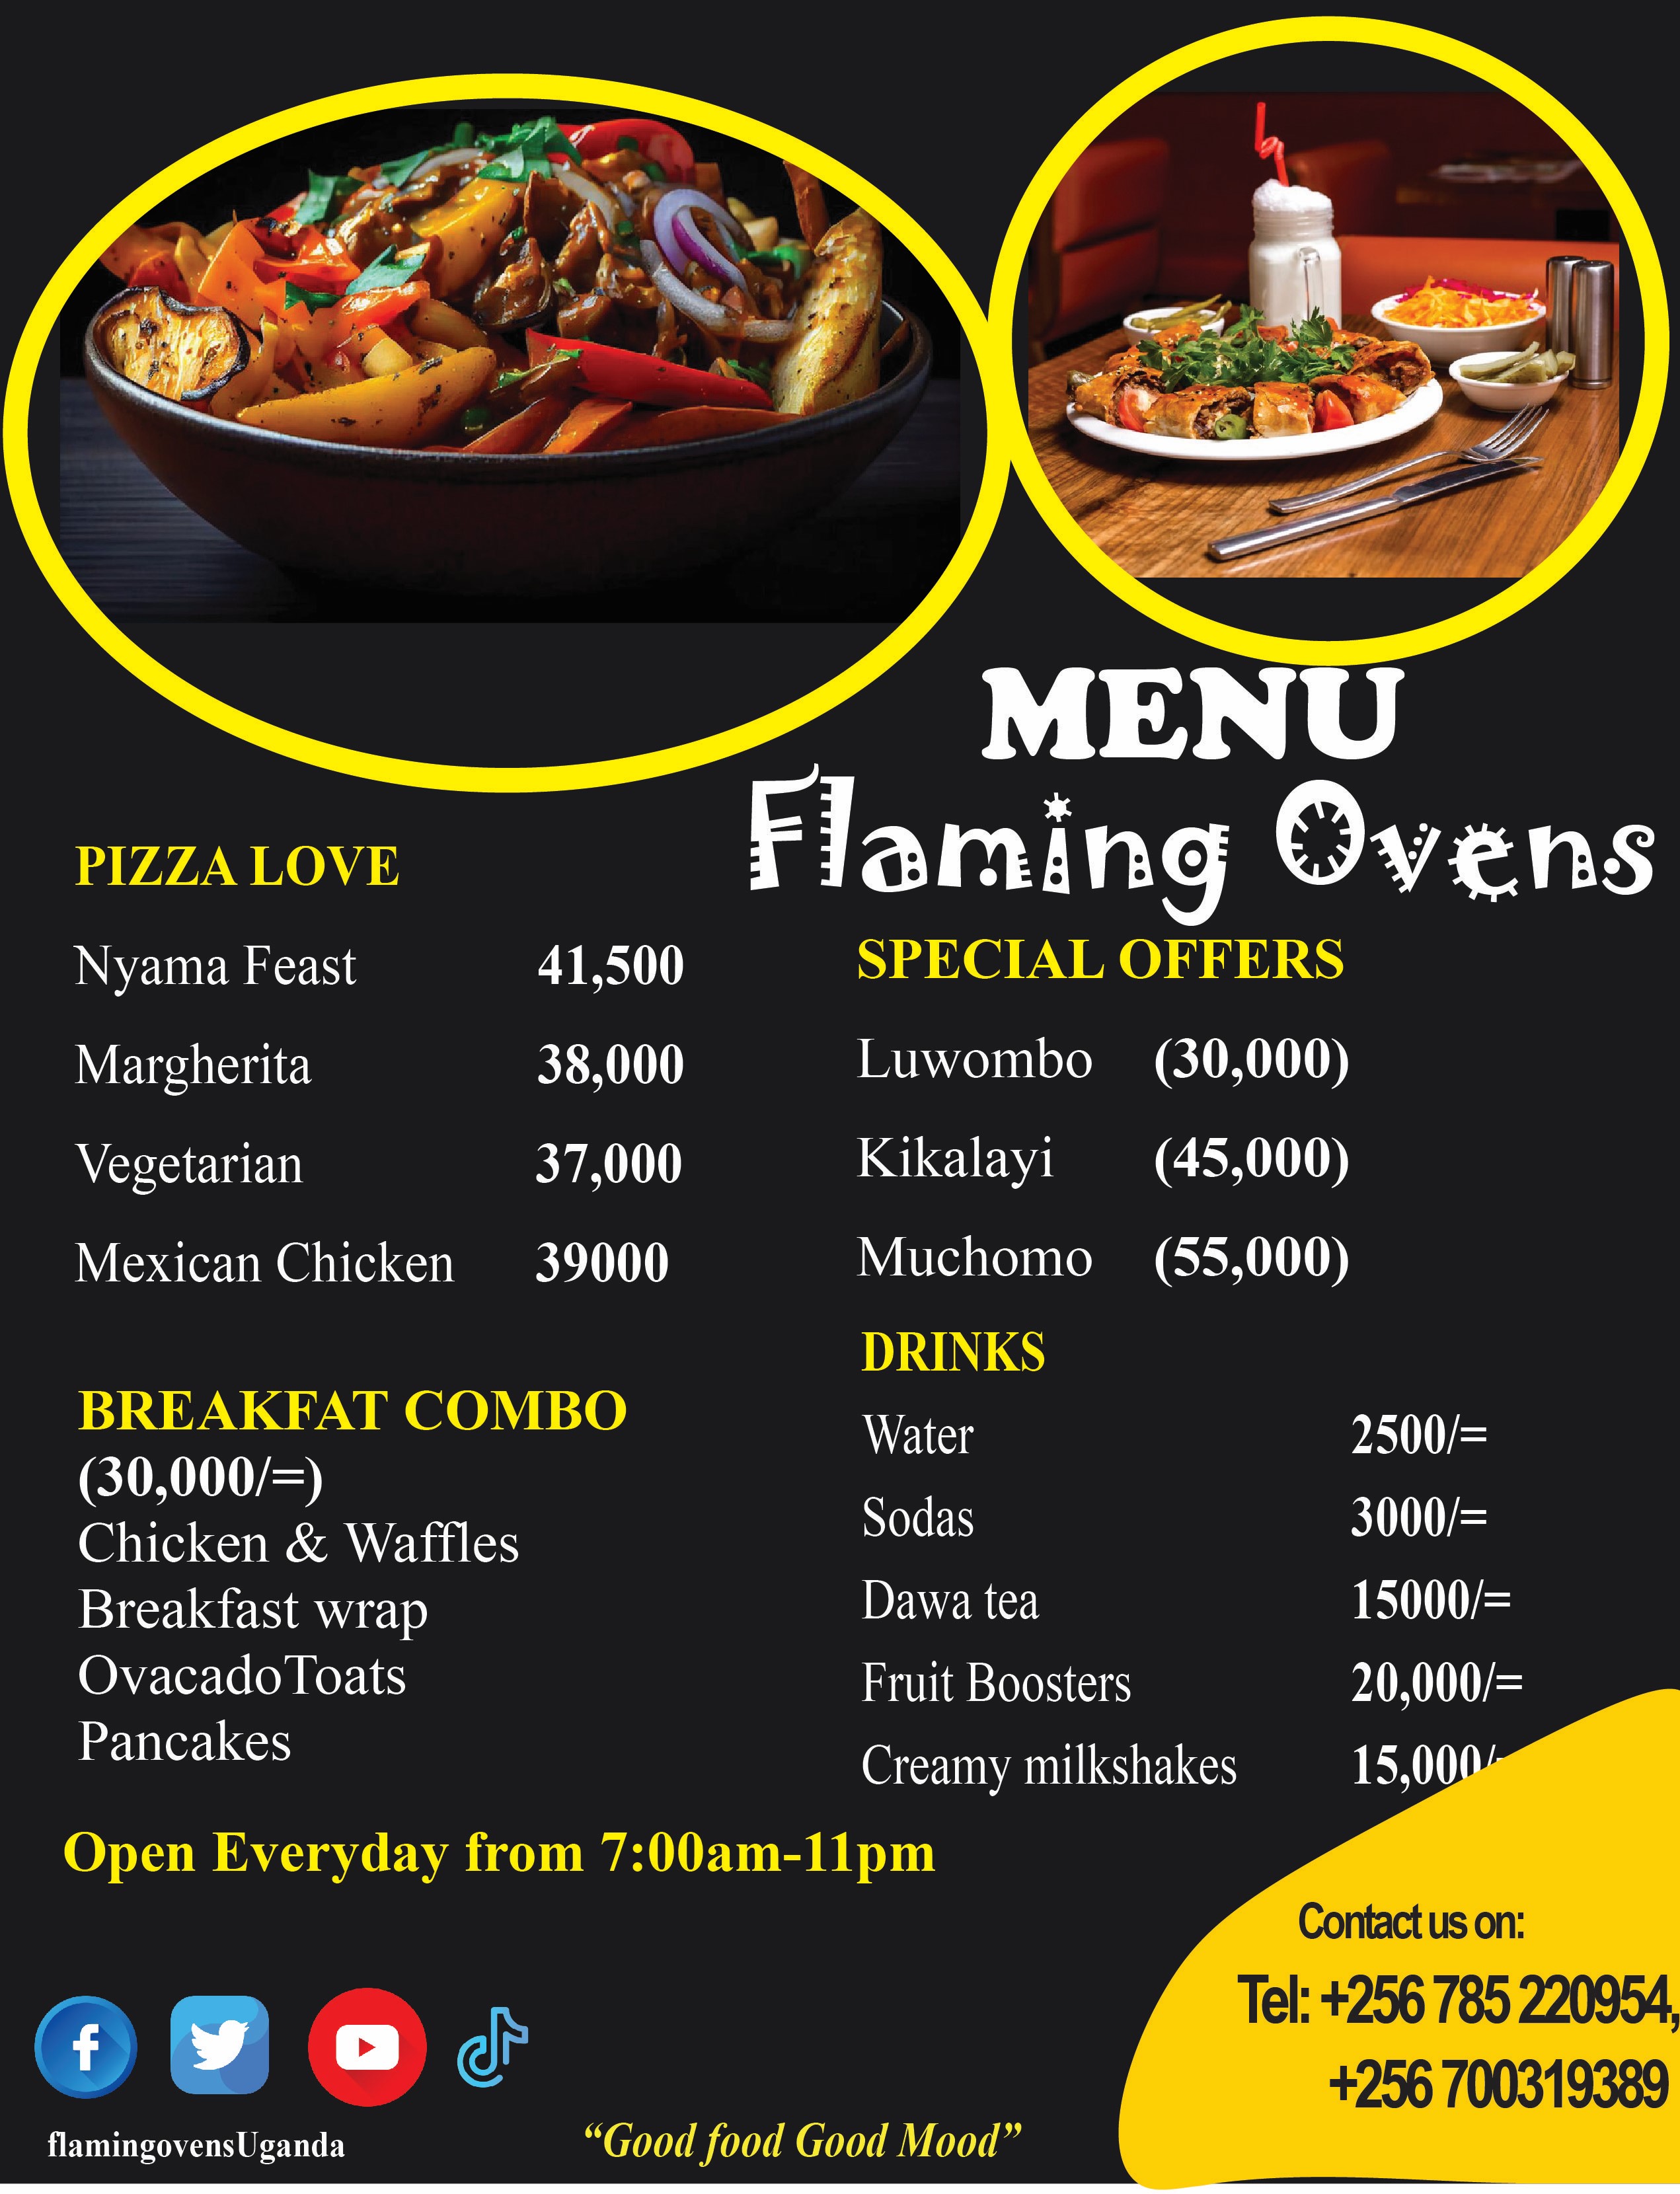 MENU
Flaming Ovens
PIZZA LOVE
Nyama Feast 41,500
Margherita 38,000
Vegetarian 37,000
Mexican Chicken 39000
BREAKFAT COMBO
(30,000/=)
Chicken & Waffles
Breakfast wrap
OvacadoToats
Pancakes
SPECIAL OFFERS
Luwombo (30,000)
Kikalayi (45,000)
Muchomo (55,000)
DRINKS
Water 2500/=
Sodas 3000/=
Dawa tea 15000/=
Fruit Boosters 20,000/=
Creamy milkshakes 15,000/=
Open Everyday from 7:00am-11pm
Contact us on:
Tel: +256 785 220954,
+256 700319389
flamingovensUganda
“Good food Good Mood”